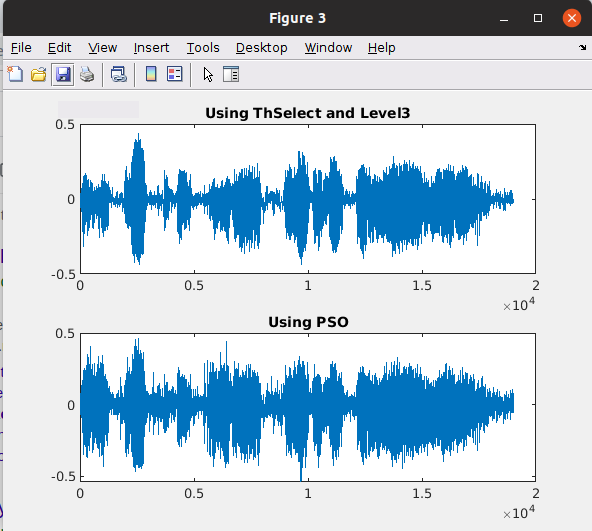 Figure 3
File Edit View Insert Tools Desktop Window Help
Using ThSelect and Level3
0.5
0
-0.5
0 0.5 1 1.5 2
×10^4
Using PSO
0.5
0
-0.5
0 0.5 1 1.5 2
×10^4